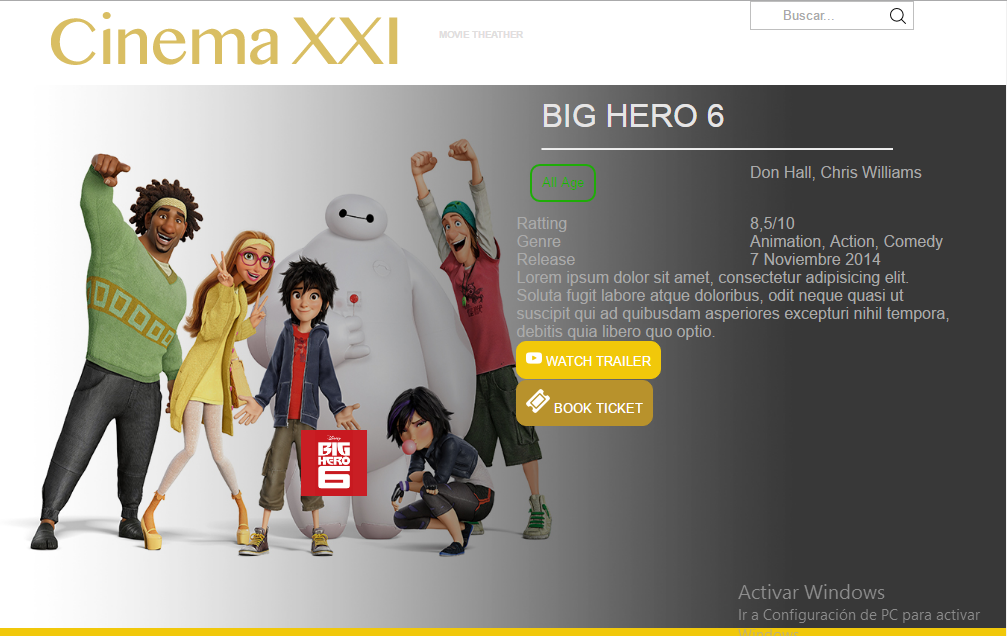 Cinema XXI
MOVIE THEATHER
Buscar...
BIG HERO 6
All Age
Don Hall, Chris Williams
Ratting 8,5/10
Genre Animation, Action, Comedy
Release 7 Noviembre 2014
Lorem ipsum dolor sit amet, consectetur adipisicing elit.
Soluta fugit labore atque doloribus, odit neque quasi ut
suscipit qui ad quibusdam asperiores excepturi nihil tempora,
debitis quia libero quo optio.
WATCH TRAILER
BOOK TICKET
Disney
BIG
HERO
6
Activar Windows
Ir a Configuración de PC para activar
Windows.